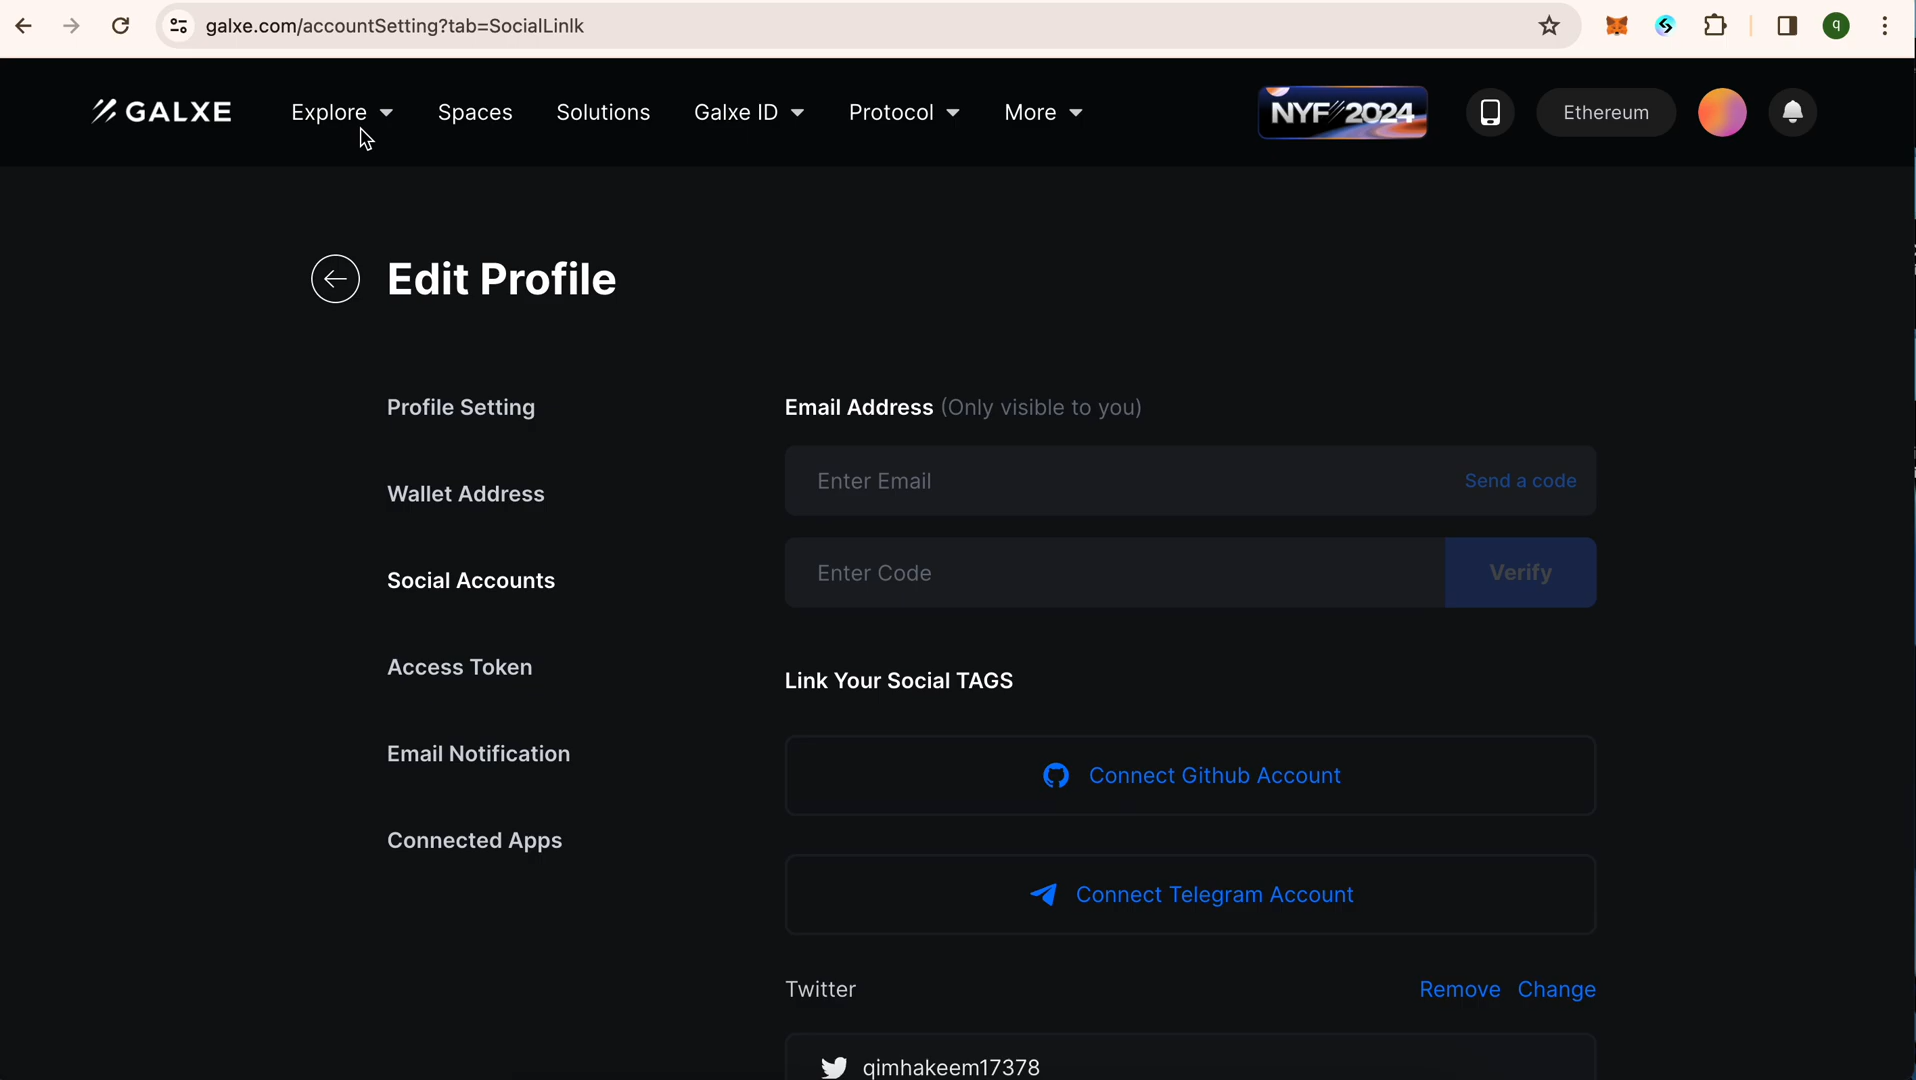 galxe.com/accountSetting?tab=SocialLinlk
q
GALXE
Explore
Spaces
Solutions
Galxe ID
Protocol
More
NYF//2024
Ethereum
Edit Profile
Profile Setting
Wallet Address
Social Accounts
Access Token
Email Notification
Connected Apps
Email Address (Only visible to you)
Enter Email
Send a code
Enter Code
Verify
Link Your Social TAGS
Connect Github Account
Connect Telegram Account
Twitter
Remove
Change
qimhakeem17378